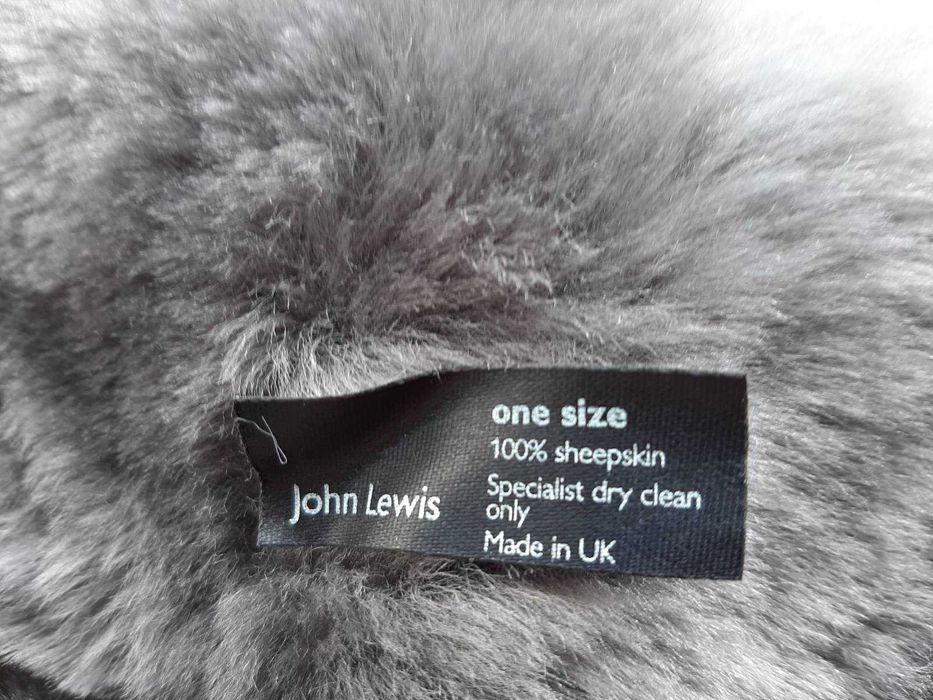 John Lewis
one size
100% sheepskin
Specialist dry clean
only
Made in UK